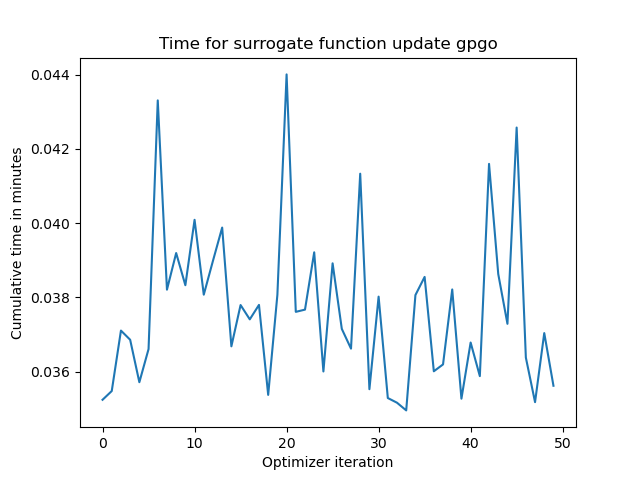 Time for surrogate function update gpgo
Cumulative time in minutes
0.044
0.042
0.040
0.038
0.036
0 10 20 30 40 50
Optimizer iteration